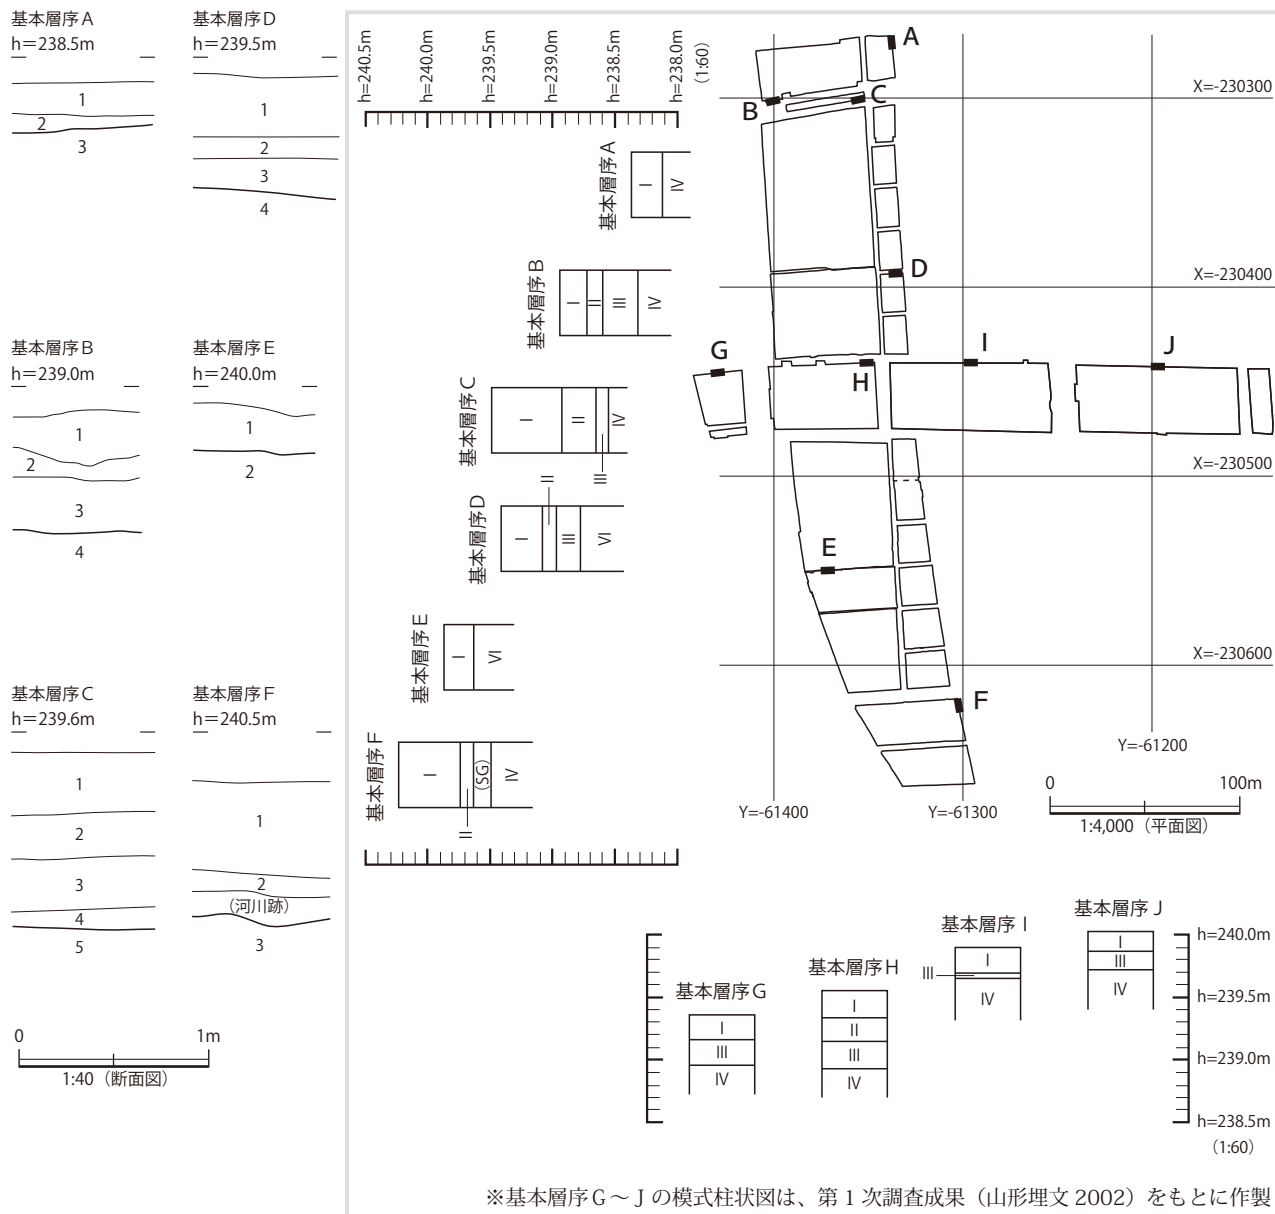 基本層序A
h＝238.5m
1
2
3
基本層序D
h＝239.5m
1
2
3
4
基本層序B
h＝239.0m
1
2
3
4
基本層序E
h＝240.0m
1
2
基本層序C
h＝239.6m
1
2
3
4
5
基本層序F
h＝240.5m
1
2
(河川跡)
3
0 1m
1:40（断面図）
h=240.5m
h=240.0m
h=239.5m
h=239.0m
h=238.5m
h=238.0m
(1:60)
基本層序A
I
IV
基本層序B
I
II
III
IV
基本層序C
I
II
III
IV
基本層序D
I
II
III
VI
基本層序E
I
VI
基本層序F
I
II
(SG)
IV
A
B
C
D
G
H
I
J
E
F
X=-230300
X=-230400
X=-230500
X=-230600
Y=-61400
Y=-61300
Y=-61200
0 100m
1:4,000（平面図）
基本層序G
I
III
IV
基本層序H
I
II
III
IV
基本層序I
I
III
IV
基本層序J
I
III
IV
h=240.0m
h=239.5m
h=239.0m
h=238.5m
(1:60)
※基本層序G～Jの模式柱状図は、第1次調査成果（山形埋文 2002）をもとに作製